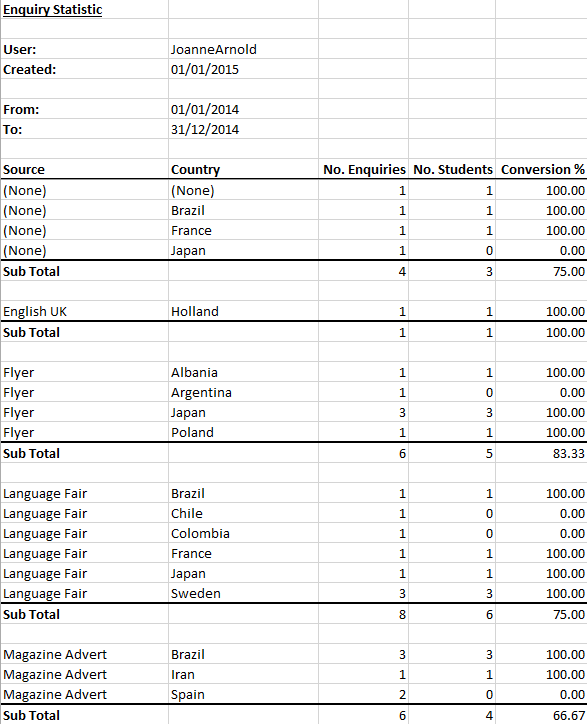 Enquiry Statistic
User: JoanneArnold
Created: 01/01/2015
From: 01/01/2014
To: 31/12/2014
Source Country No. Enquiries No. Students Conversion %
(None) (None) 1 1 100.00
(None) Brazil 1 1 100.00
(None) France 1 1 100.00
(None) Japan 1 0 0.00
Sub Total 4 3 75.00
English UK Holland 1 1 100.00
Sub Total 1 1 100.00
Flyer Albania 1 1 100.00
Flyer Argentina 1 0 0.00
Flyer Japan 3 3 100.00
Flyer Poland 1 1 100.00
Sub Total 6 5 83.33
Language Fair Brazil 1 1 100.00
Language Fair Chile 1 0 0.00
Language Fair Colombia 1 0 0.00
Language Fair France 1 1 100.00
Language Fair Japan 1 1 100.00
Language Fair Sweden 3 3 100.00
Sub Total 8 6 75.00
Magazine Advert Brazil 3 3 100.00
Magazine Advert Iran 1 1 100.00
Magazine Advert Spain 2 0 0.00
Sub Total 6 4 66.67